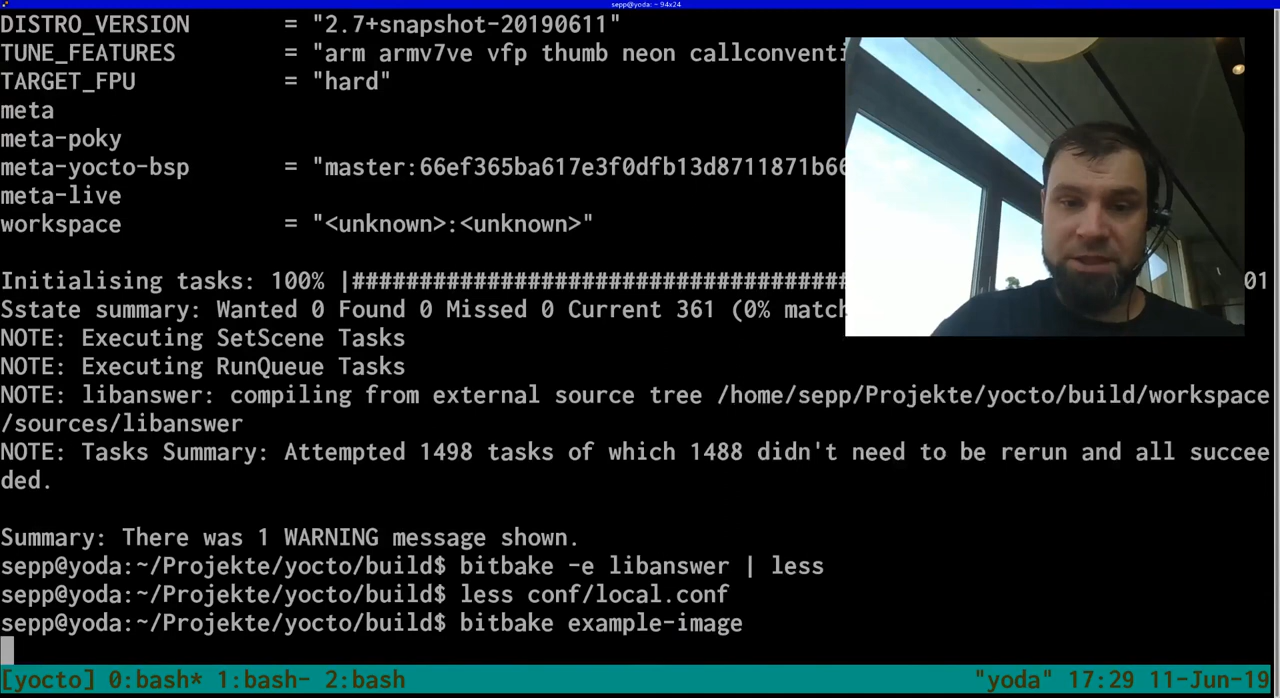 sepp@yoda: ~ 94x24
DISTRO_VERSION = "2.7+snapshot-20190611"
TUNE_FEATURES = "arm armv7ve vfp thumb neon callconventi
TARGET_FPU = "hard"
meta
meta-poky
meta-yocto-bsp = "master:66ef365ba617e3f0dfb13d8711871b66
meta-live
workspace = "<unknown>:<unknown>"
Initialising tasks: 100% |##################################### 01
Sstate summary: Wanted 0 Found 0 Missed 0 Current 361 (0% match
NOTE: Executing SetScene Tasks
NOTE: Executing RunQueue Tasks
NOTE: libanswer: compiling from external source tree /home/sepp/Projekte/yocto/build/workspace
/sources/libanswer
NOTE: Tasks Summary: Attempted 1498 tasks of which 1488 didn't need to be rerun and all succee
ded.
Summary: There was 1 WARNING message shown.
sepp@yoda:~/Projekte/yocto/build$ bitbake -e libanswer | less
sepp@yoda:~/Projekte/yocto/build$ less conf/local.conf
sepp@yoda:~/Projekte/yocto/build$ bitbake example-image
[yocto] 0:bash* 1:bash- 2:bash "yoda" 17:29 11-Jun-19